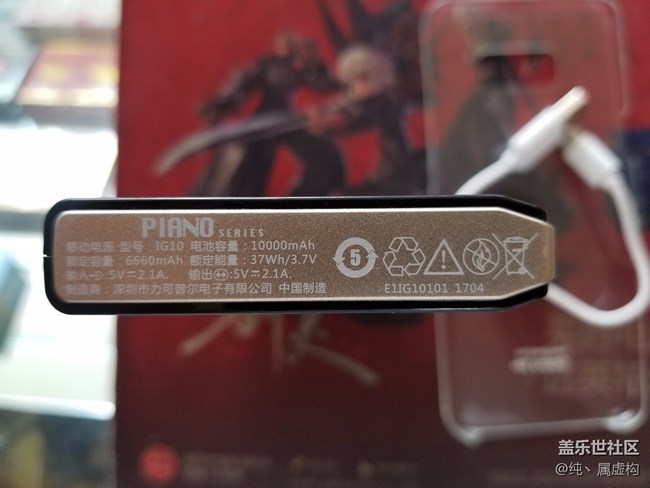 PIANO SERIES
移动电源 型号：IG10 电池容量：10000mAh
额定容量：6660mAh 额定能量：37Wh/3.7V
输入：5V⎓2.1A. 输出：5V⎓2.1A.
制造商：深圳市力可普尔电子有限公司 中国制造
5
E1IG10101 1704
盖乐世社区
@纯、属虚构